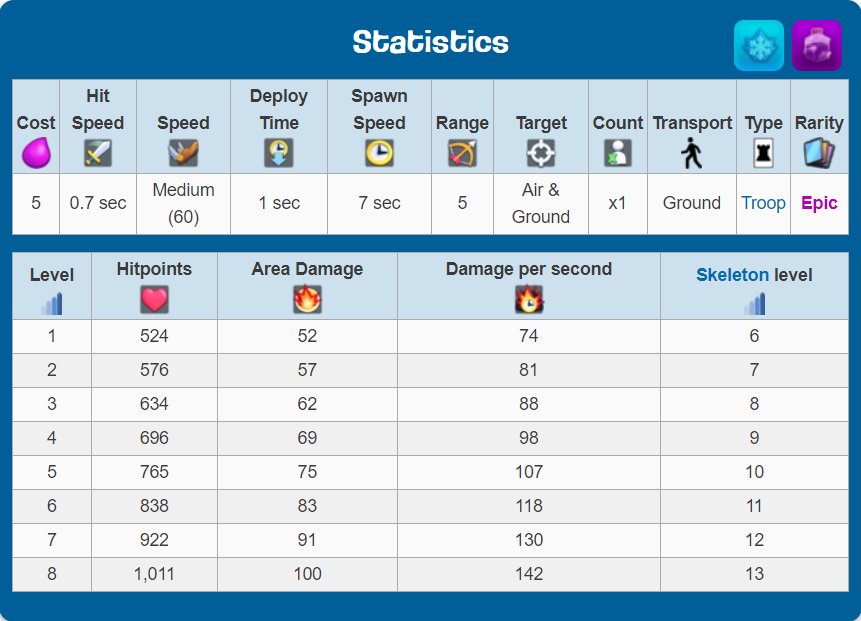 Statistics
Cost Hit Speed Speed Deploy Time Spawn Speed Range Target Count Transport Type Rarity
5 0.7 sec Medium (60) 1 sec 7 sec 5 Air & Ground x1 Ground Troop Epic
Level Hitpoints Area Damage Damage per second Skeleton level
1 524 52 74 6
2 576 57 81 7
3 634 62 88 8
4 696 69 98 9
5 765 75 107 10
6 838 83 118 11
7 922 91 130 12
8 1,011 100 142 13